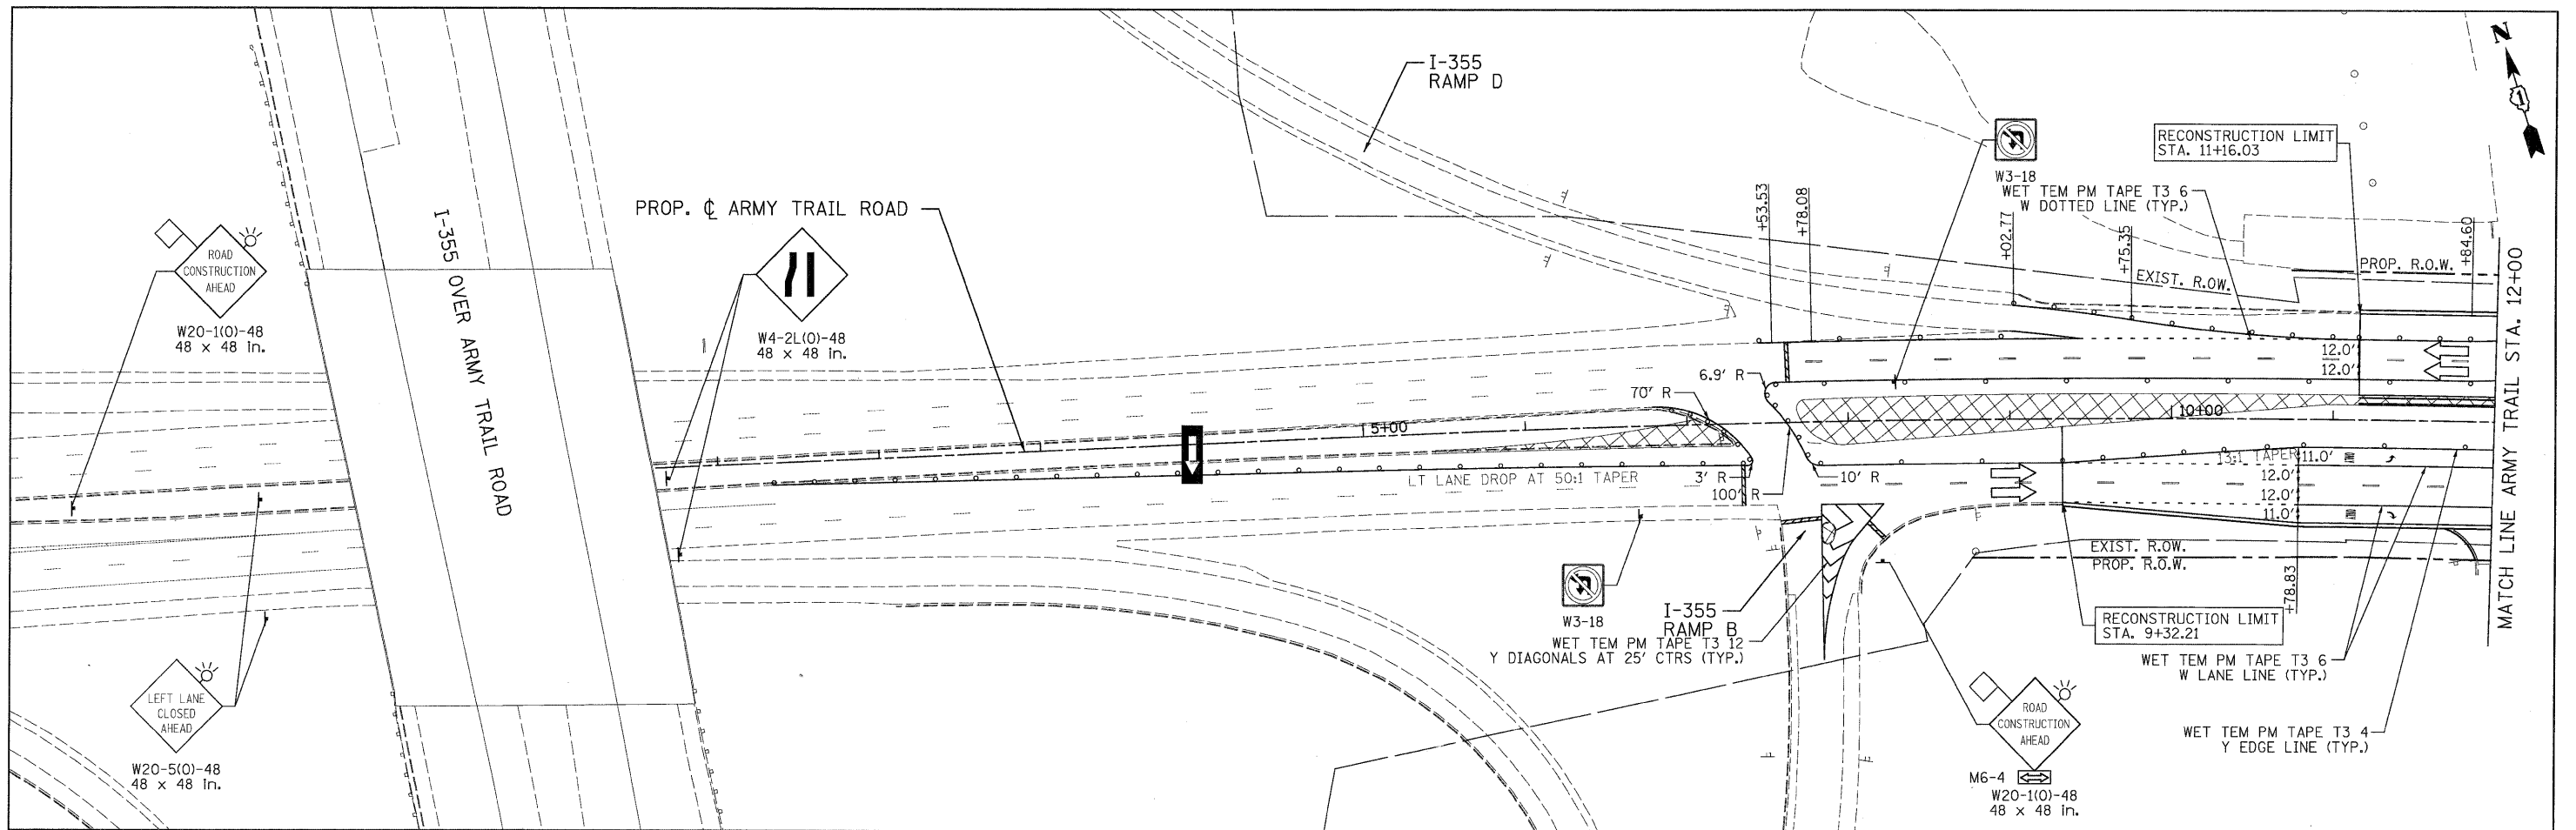 I-355
RAMP D
N
1
RECONSTRUCTION LIMIT
STA. 11+16.03
W3-18
WET TEM PM TAPE T3 6
W DOTTED LINE (TYP.)
+53.53
+78.08
+02.77
+75.35
+84.60
PROP. ℄ ARMY TRAIL ROAD
ROAD
CONSTRUCTION
AHEAD
W20-1(O)-48
48 x 48 in.
I-355 OVER ARMY TRAIL ROAD
W4-2L(O)-48
48 x 48 in.
EXIST. R.OW.
PROP. R.O.W.
MATCH LINE ARMY TRAIL STA. 12+00
12.0'
12.0'
6.9' R
70' R
5+00
10+00
LT LANE DROP AT 50:1 TAPER
3' R
100' R
10' R
13:1 TAPER
11.0'
12.0'
12.0'
11.0'
EXIST. R.OW.
PROP. R.O.W.
+78.83
W3-18
I-355
RAMP B
WET TEM PM TAPE T3 12
Y DIAGONALS AT 25' CTRS (TYP.)
RECONSTRUCTION LIMIT
STA. 9+32.21
WET TEM PM TAPE T3 6
W LANE LINE (TYP.)
LEFT LANE
CLOSED
AHEAD
W20-5(O)-48
48 x 48 in.
ROAD
CONSTRUCTION
AHEAD
M6-4
W20-1(O)-48
48 x 48 in.
WET TEM PM TAPE T3 4
Y EDGE LINE (TYP.)